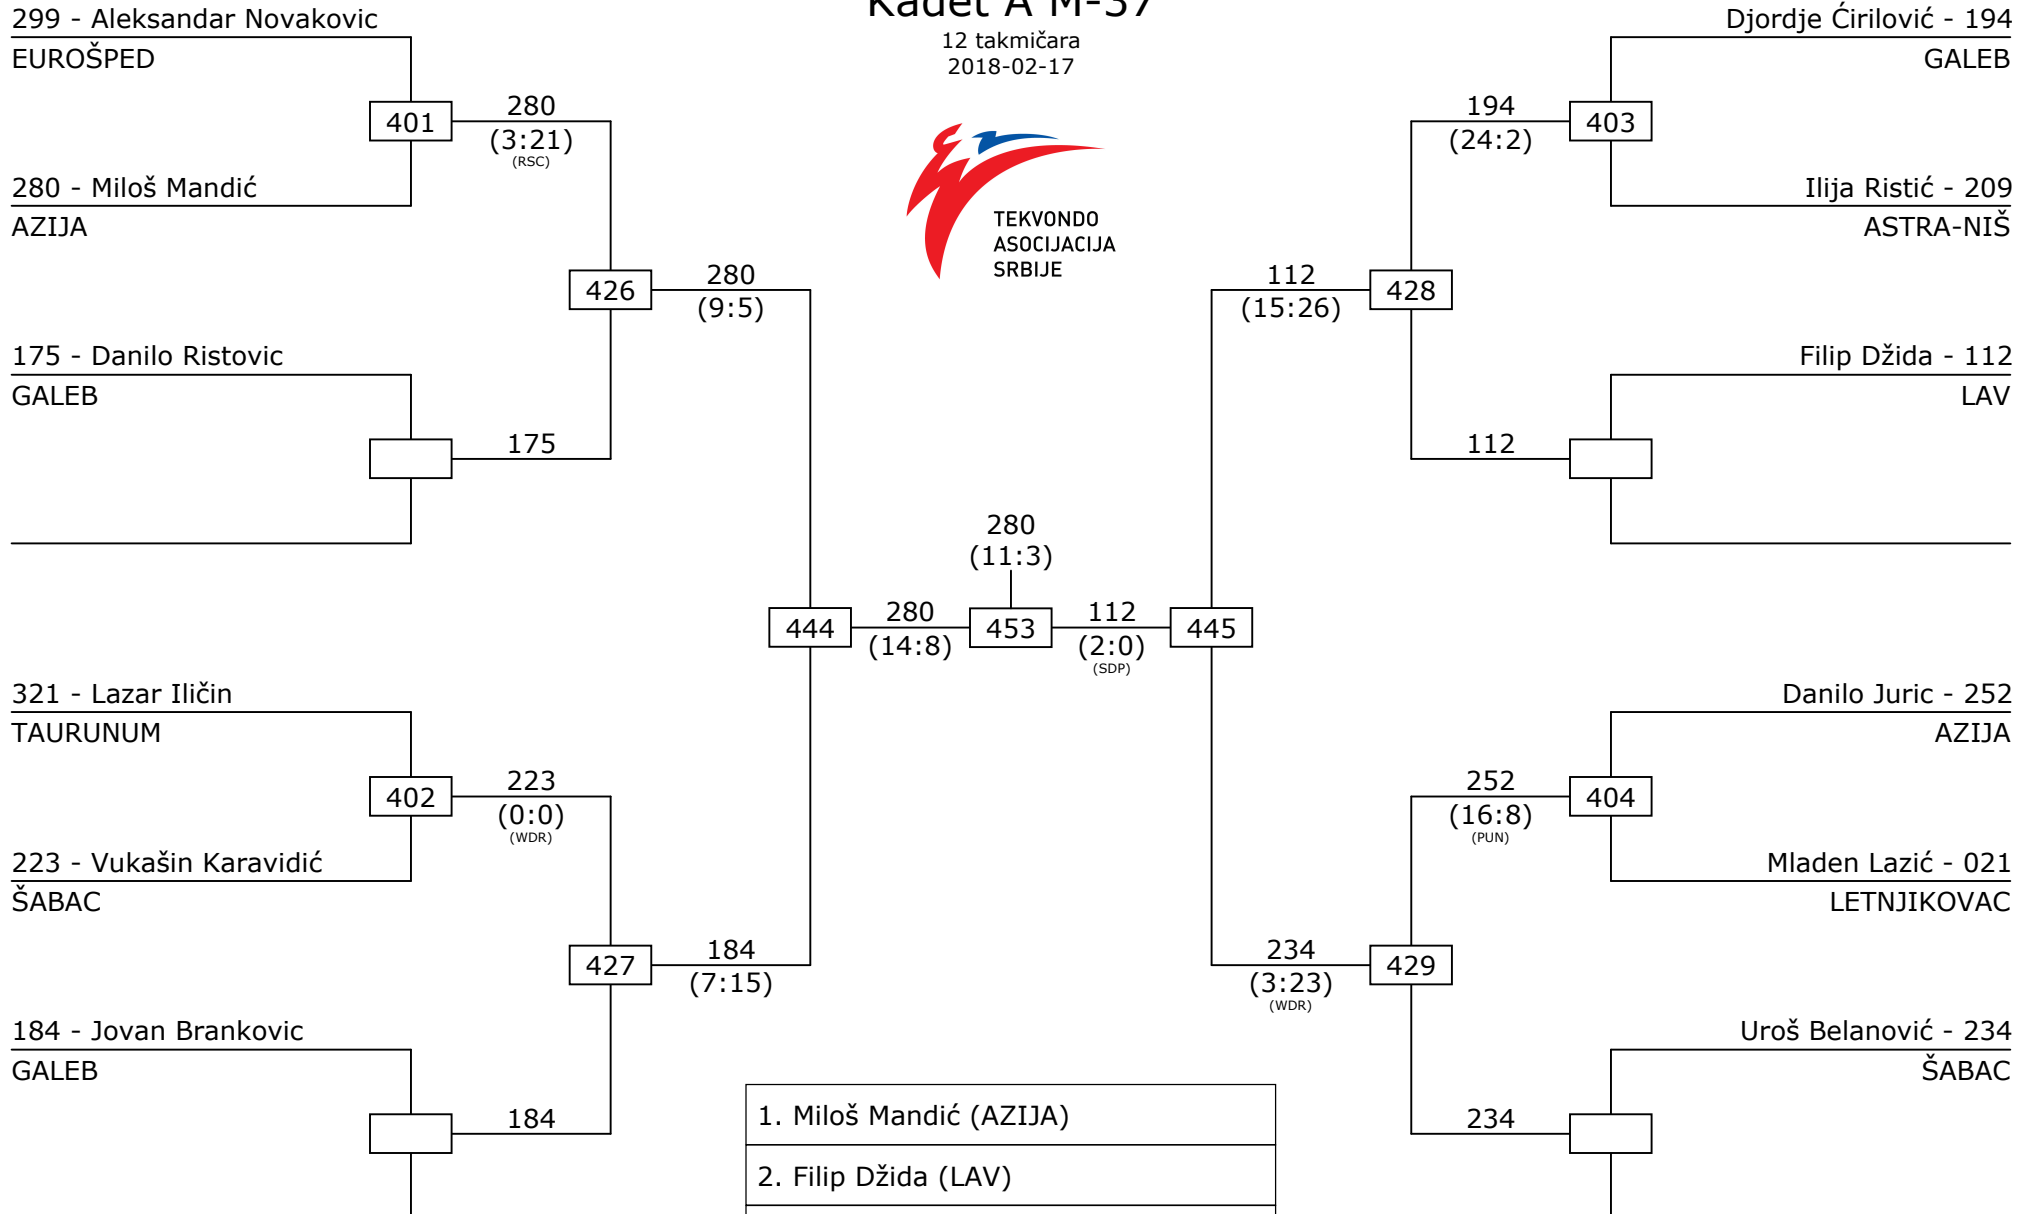 Kadet A M-37
12 takmičara
2018-02-17
TEKVONDO
ASOCIJACIJA
SRBIJE
299 - Aleksandar Novakovic
EUROŠPED
401
280
(3:21)
(RSC)
280 - Miloš Mandić
AZIJA
426
280
(9:5)
175 - Danilo Ristovic
GALEB
175
321 - Lazar Iličin
TAURUNUM
402
223
(0:0)
(WDR)
223 - Vukašin Karavidić
ŠABAC
427
184
(7:15)
184 - Jovan Brankovic
GALEB
184
444
280
(14:8)
280
(11:3)
453
112
(2:0)
(SDP)
445
Djordje Ćirilović - 194
GALEB
194
(24:2)
403
Ilija Ristić - 209
ASTRA-NIŠ
112
(15:26)
428
Filip Džida - 112
LAV
112
Danilo Juric - 252
AZIJA
252
(16:8)
(PUN)
404
Mladen Lazić - 021
LETNJIKOVAC
234
(3:23)
(WDR)
429
Uroš Belanović - 234
ŠABAC
234
1. Miloš Mandić (AZIJA)
2. Filip Džida (LAV)